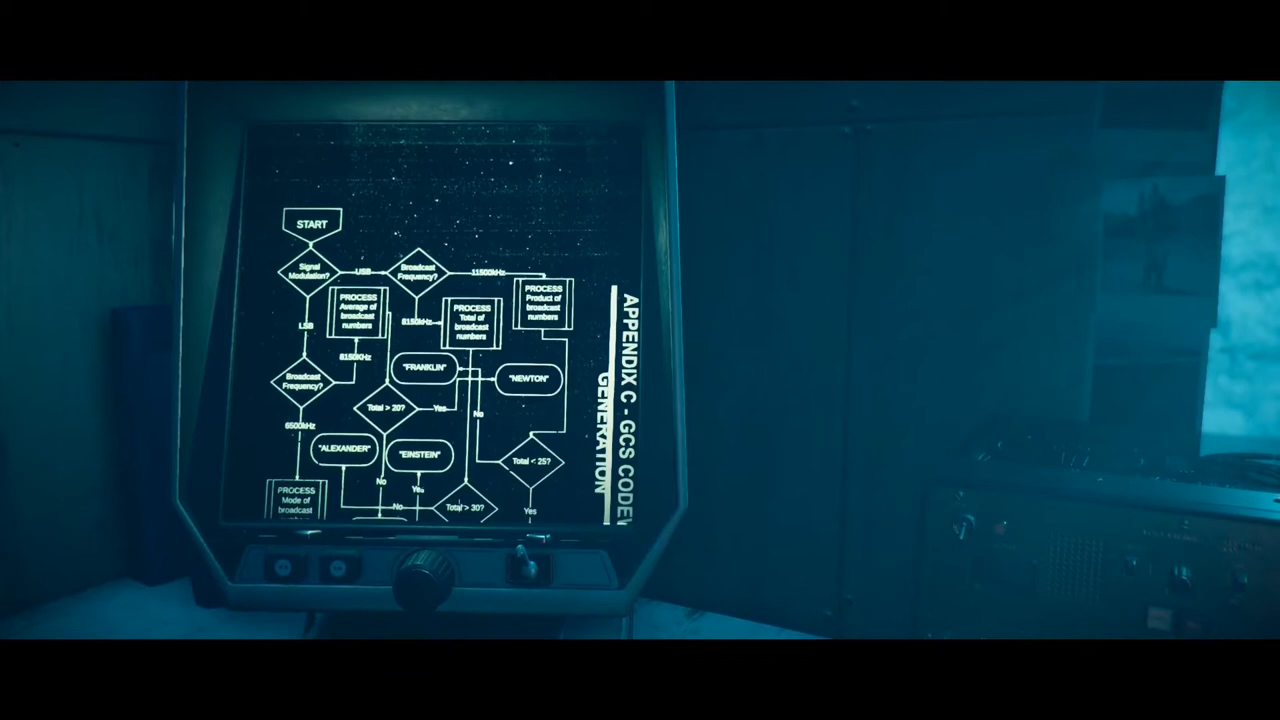 START
Signal
Modulation?
USB
Broadcast
Frequency?
11500kHz
PROCESS
Product of
broadcast
numbers
PROCESS
Average of
broadcast
numbers
PROCESS
Total of
broadcast
numbers
LSB
8150kHz
8150KHz
"FRANKLIN"
"NEWTON"
Broadcast
Frequency?
Total > 20?
Yes
No
6500kHz
"ALEXANDER"
"EINSTEIN"
Total < 25?
No
Yes
PROCESS
Mode of
No
Total > 30?
Yes
APPENDIX C - GCS CODEW
GENERATION